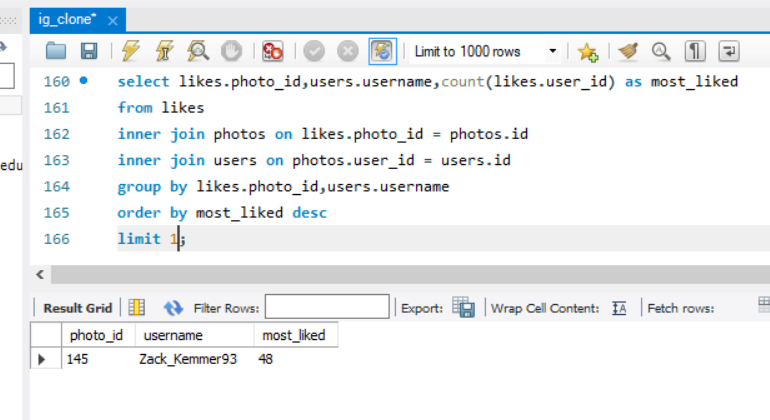 ig_clone*
Limit to 1000 rows
160 select likes.photo_id,users.username,count(likes.user_id) as most_liked
161 from likes
162 inner join photos on likes.photo_id = photos.id
163 inner join users on photos.user_id = users.id
edu
164 group by likes.photo_id,users.username
165 order by most_liked desc
166 limit 1;
Result Grid Filter Rows: Export: Wrap Cell Content: IA Fetch rows:
photo_id username most_liked
145 Zack_Kemmer93 48